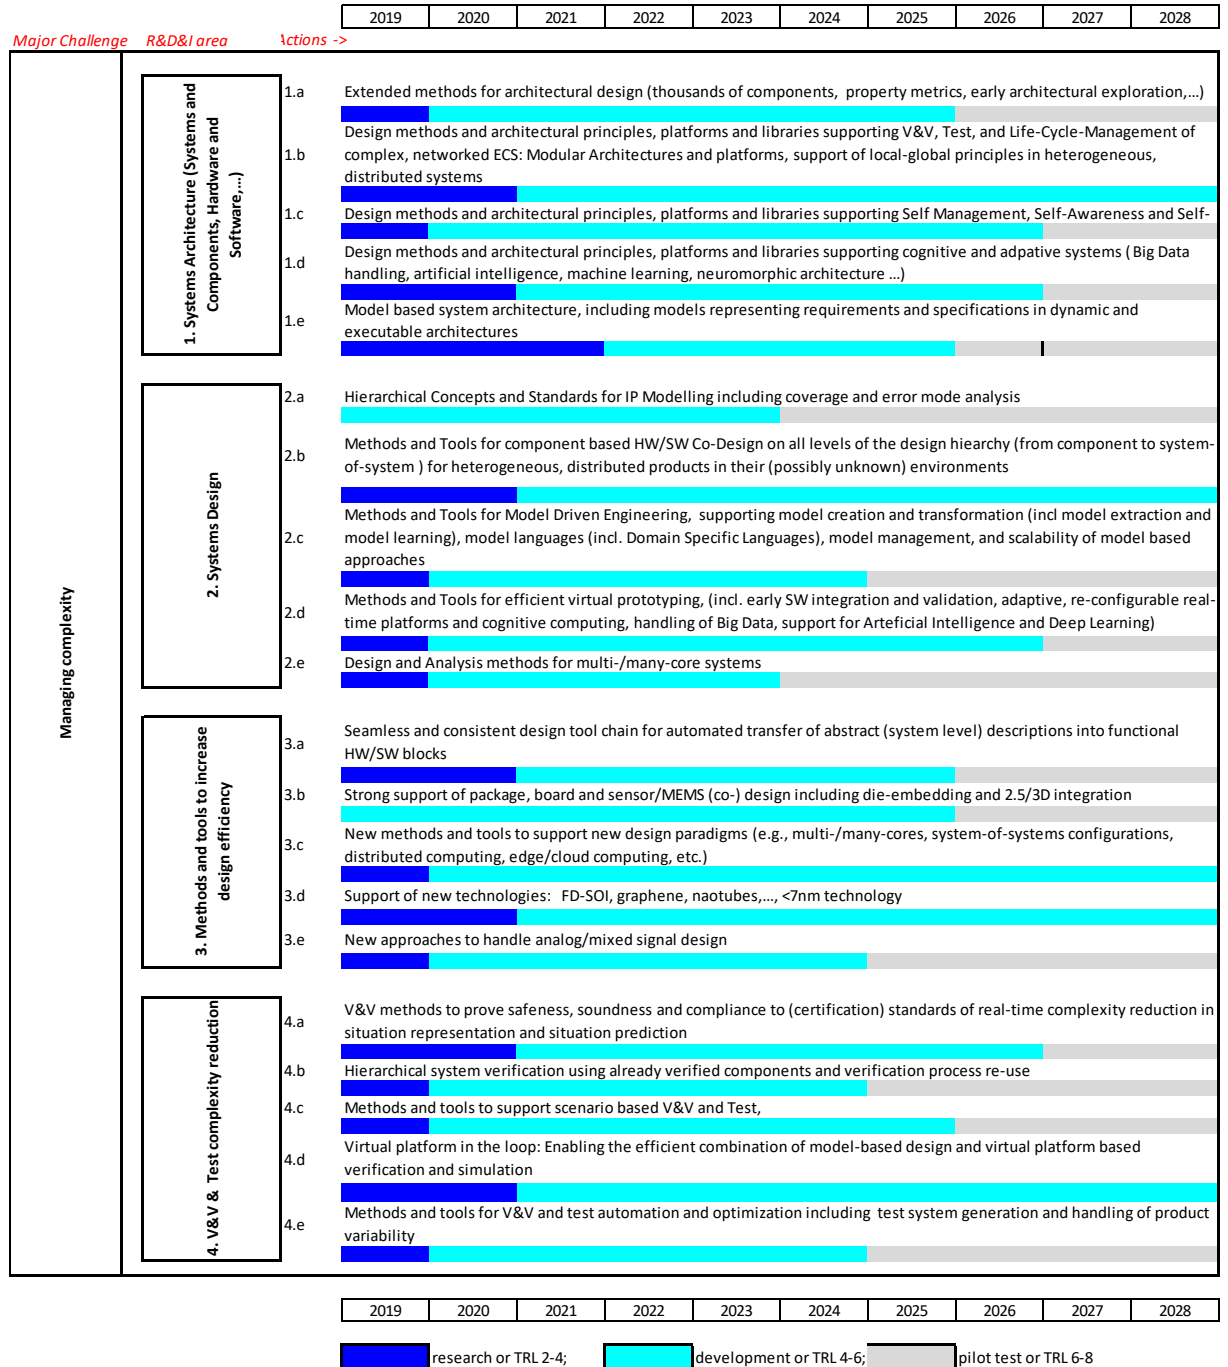 2019 2020 2021 2022 2023 2024 2025 2026 2027 2028
Major Challenge R&D&I area Actions ->
Managing complexity
1. Systems Architecture (Systems and
Components, Hardware and
Software,…)
1.a Extended methods for architectural design (thousands of components, property metrics, early architectural exploration,…)
1.b Design methods and architectural principles, platforms and libraries supporting V&V, Test, and Life-Cycle-Management of
complex, networked ECS: Modular Architectures and platforms, support of local-global principles in heterogeneous,
distributed systems
1.c Design methods and architectural principles, platforms and libraries supporting Self Management, Self-Awareness and Self-
1.d Design methods and architectural principles, platforms and libraries supporting cognitive and adpative systems ( Big Data
handling, artificial intelligence, machine learning, neuromorphic architecture …)
1.e Model based system architecture, including models representing requirements and specifications in dynamic and
executable architectures
2. Systems Design
2.a Hierarchical Concepts and Standards for IP Modelling including coverage and error mode analysis
2.b Methods and Tools for component based HW/SW Co-Design on all levels of the design hiearchy (from component to system-
of-system ) for heterogeneous, distributed products in their (possibly unknown) environments
2.c Methods and Tools for Model Driven Engineering, supporting model creation and transformation (incl model extraction and
model learning), model languages (incl. Domain Specific Languages), model management, and scalability of model based
approaches
2.d Methods and Tools for efficient virtual prototyping, (incl. early SW integration and validation, adaptive, re-configurable real-
time platforms and cognitive computing, handling of Big Data, support for Arteficial Intelligence and Deep Learning)
2.e Design and Analysis methods for multi-/many-core systems
3. Methods and tools to increase
design efficiency
3.a Seamless and consistent design tool chain for automated transfer of abstract (system level) descriptions into functional
HW/SW blocks
3.b Strong support of package, board and sensor/MEMS (co-) design including die-embedding and 2.5/3D integration
3.c New methods and tools to support new design paradigms (e.g., multi-/many-cores, system-of-systems configurations,
distributed computing, edge/cloud computing, etc.)
3.d Support of new technologies: FD-SOI, graphene, naotubes,…, <7nm technology
3.e New approaches to handle analog/mixed signal design
4. V&V & Test complexity reduction
4.a V&V methods to prove safeness, soundness and compliance to (certification) standards of real-time complexity reduction in
situation representation and situation prediction
4.b Hierarchical system verification using already verified components and verification process re-use
4.c Methods and tools to support scenario based V&V and Test,
4.d Virtual platform in the loop: Enabling the efficient combination of model-based design and virtual platform based
verification and simulation
4.e Methods and tools for V&V and test automation and optimization including test system generation and handling of product
variability
2019 2020 2021 2022 2023 2024 2025 2026 2027 2028
research or TRL 2-4; development or TRL 4-6; pilot test or TRL 6-8